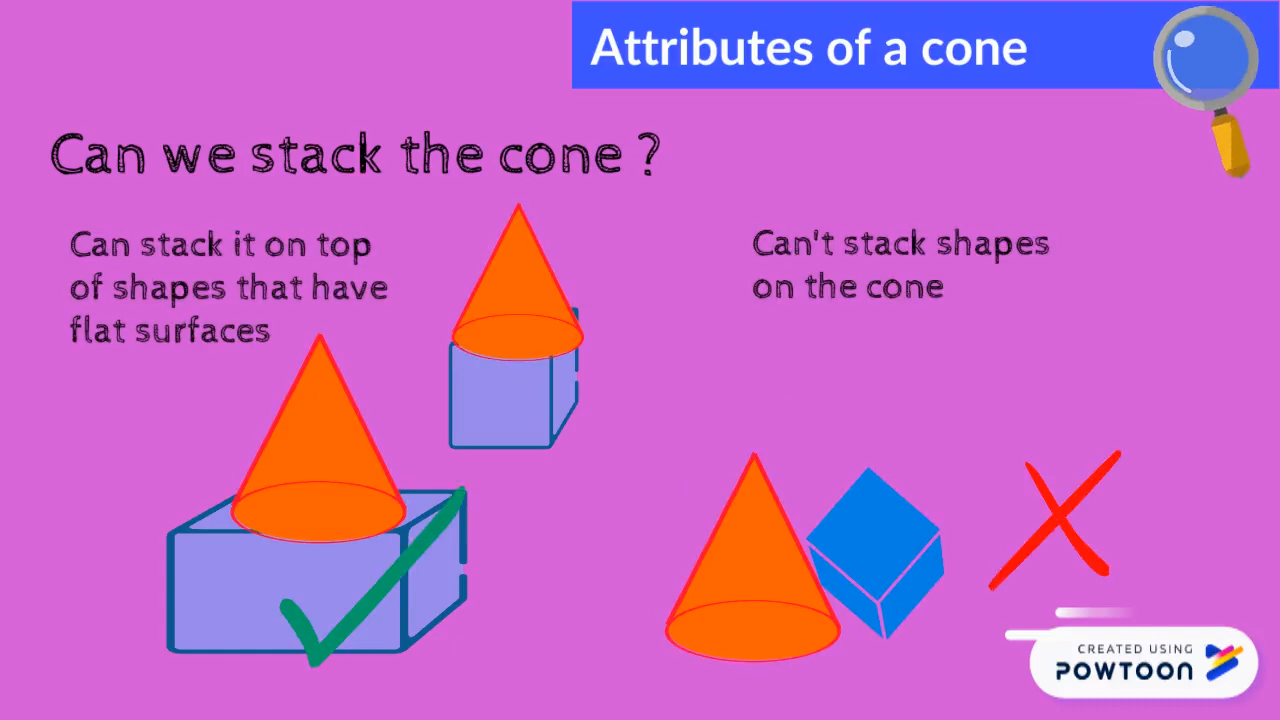 Attributes of a cone
Can we stack the cone ?
Can stack it on top
of shapes that have
flat surfaces
Can't stack shapes
on the cone
CREATED USING
POWTOON